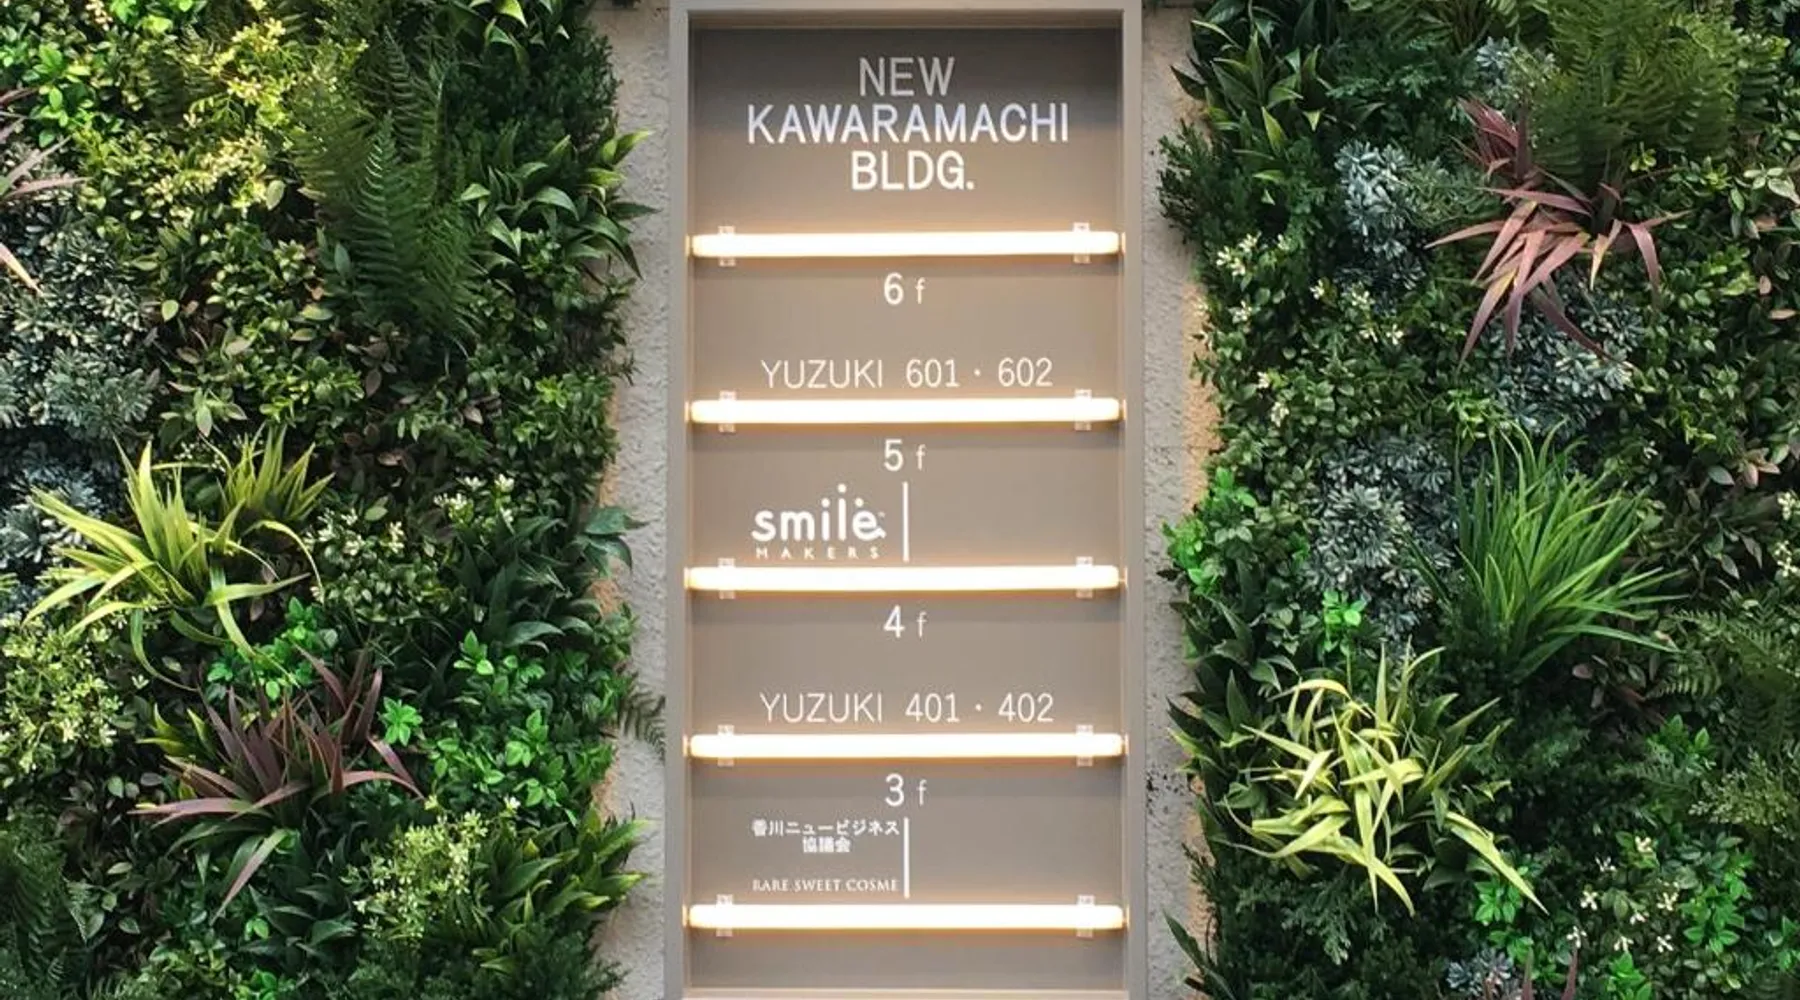 NEW
KAWARAMACHI
BLDG.
6 f
YUZUKI 601・602
5 f
smile
MAKERS
4 f
YUZUKI 401・402
3 f
香川ニュービジネス
協議会
RARE SWEET COSME